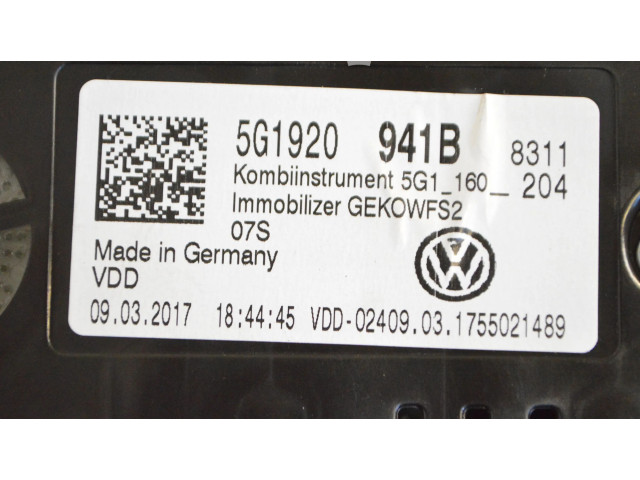 5G1920 941B 8311
Kombiinstrument 5G1_160_ 204
Immobilizer GEKOWFS2
07S
Made in Germany
VDD
09.03.2017 18:44:45 VDD-02409.03.1755021489